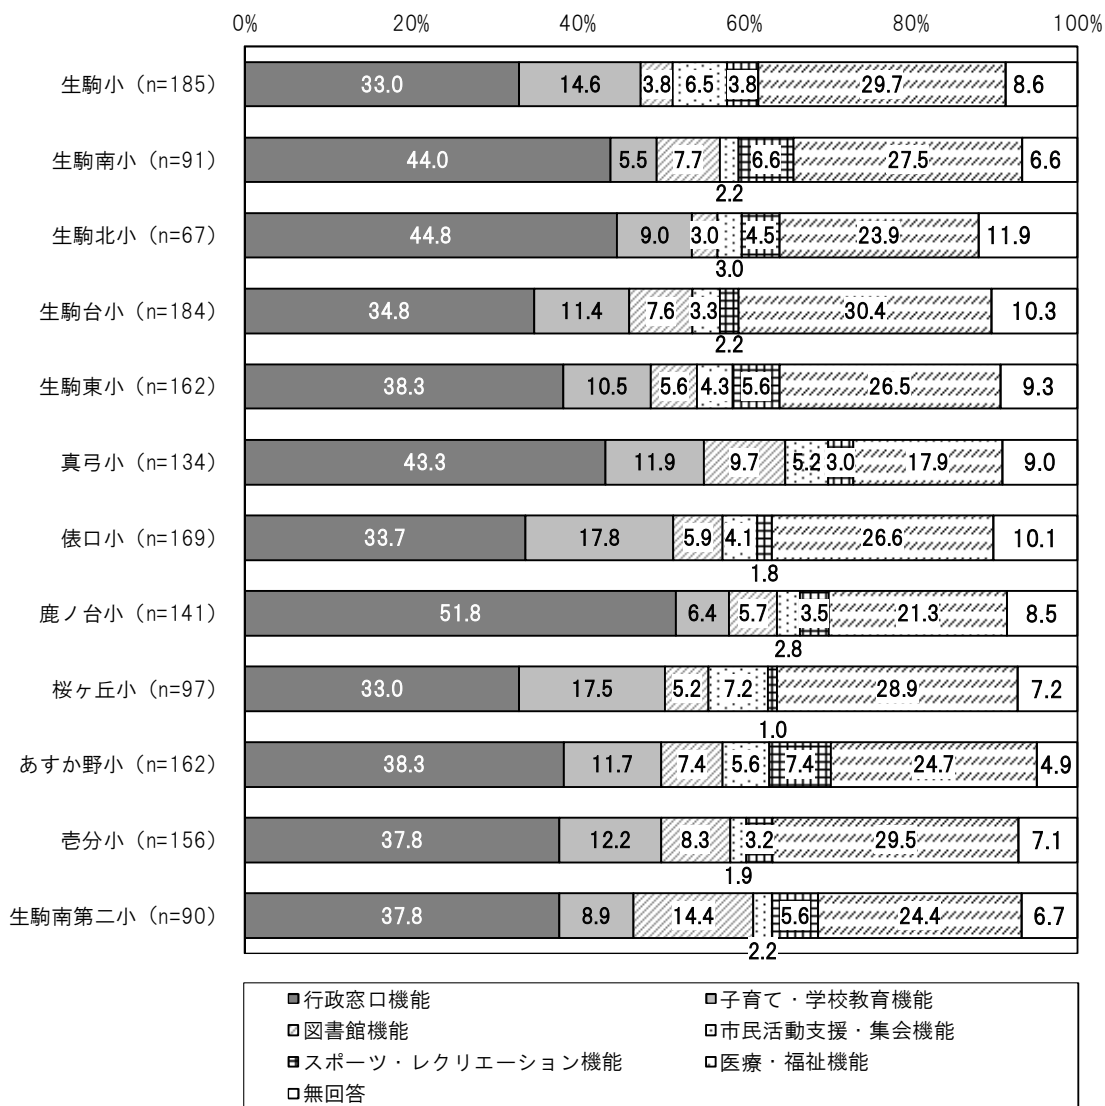 0% 20% 40% 60% 80% 100%
生駒小（n=185） 33.0 14.6 3.8 6.5 3.8 29.7 8.6
生駒南小（n=91） 44.0 5.5 7.7 6.6 27.5 6.6
2.2
生駒北小（n=67） 44.8 9.0 3.0 4.5 23.9 11.9
3.0
生駒台小（n=184） 34.8 11.4 7.6 3.3 30.4 10.3
2.2
生駒東小（n=162） 38.3 10.5 5.6 4.3 5.6 26.5 9.3
真弓小（n=134） 43.3 11.9 9.7 5.2 3.0 17.9 9.0
俵口小（n=169） 33.7 17.8 5.9 4.1 26.6 10.1
1.8
鹿ノ台小（n=141） 51.8 6.4 5.7 3.5 21.3 8.5
2.8
桜ヶ丘小（n=97） 33.0 17.5 5.2 7.2 28.9 7.2
1.0
あすか野小（n=162） 38.3 11.7 7.4 5.6 7.4 24.7 4.9
壱分小（n=156） 37.8 12.2 8.3 3.2 29.5 7.1
1.9
生駒南第二小（n=90） 37.8 8.9 14.4 5.6 24.4 6.7
2.2
行政窓口機能 子育て・学校教育機能
図書館機能 市民活動支援・集会機能
スポーツ・レクリエーション機能 医療・福祉機能
無回答